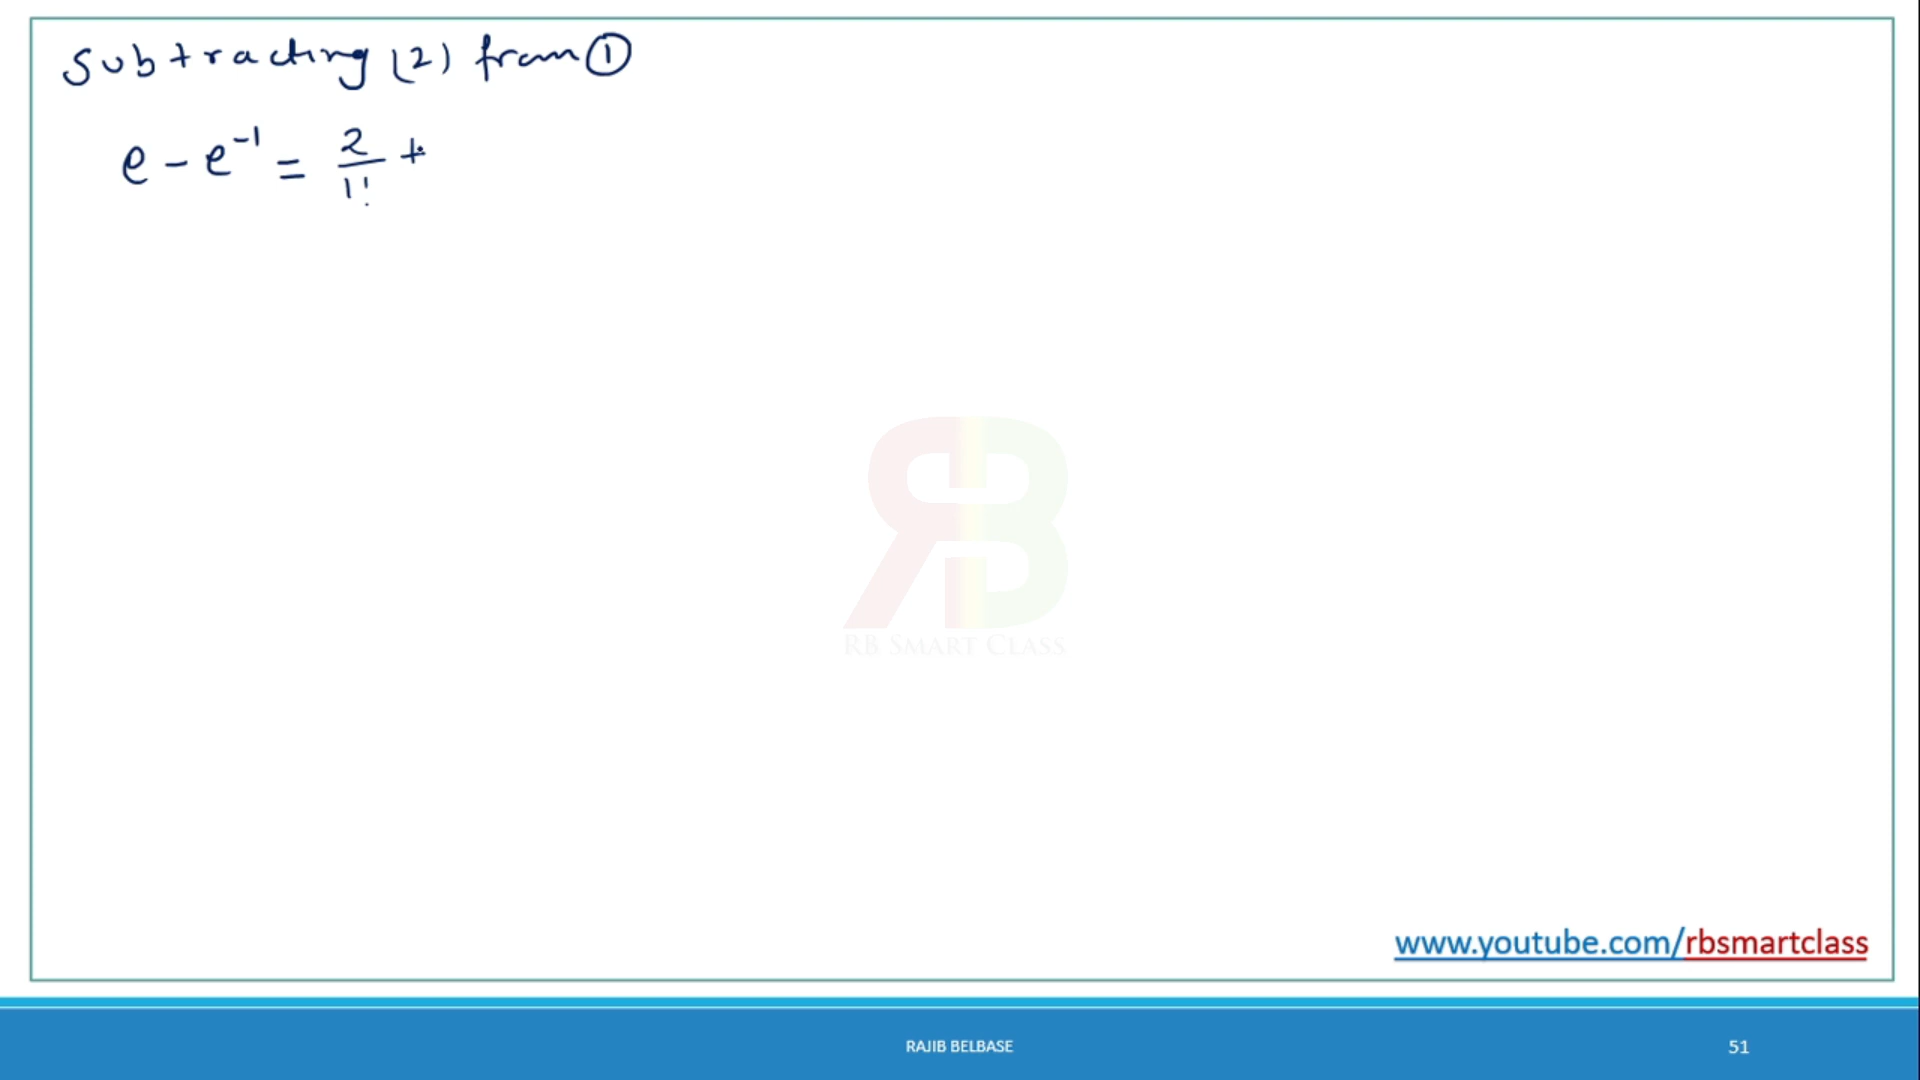 Subtracting (2) from ①
e - e⁻¹ = 2/1! +
RB SMART CLASS
www.youtube.com/rbsmartclass
RAJIB BELBASE
51